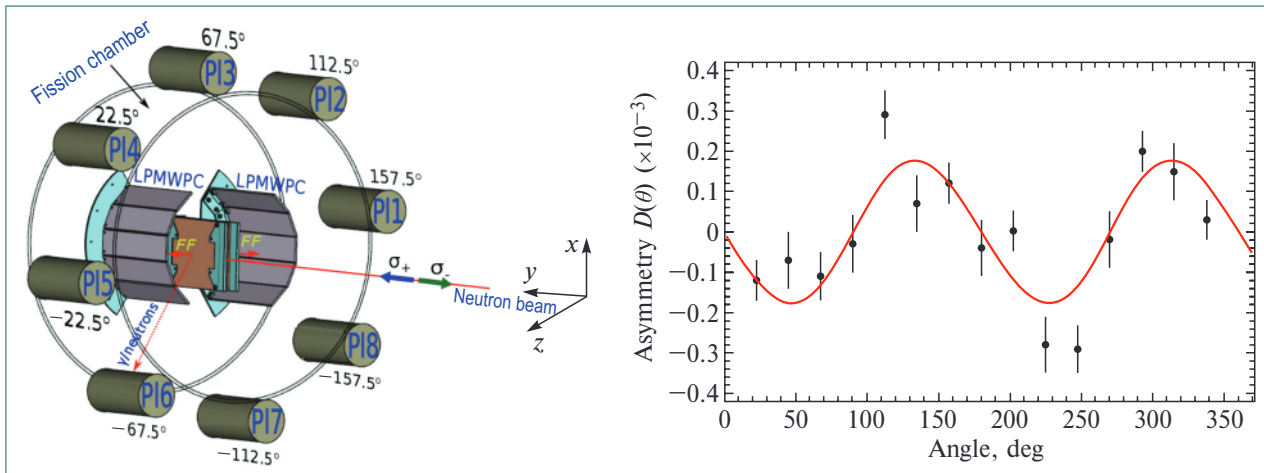 Fission chamber
67.5°
PI3
112.5°
PI2
22.5°
PI4
LPMWPC
LPMWPC
157.5°
PI1
FF
FF
σ+
σ-
Neutron beam
PI5
−22.5°
γ/neutrons
PI8
−157.5°
PI6
−67.5°
PI7
−112.5°
x
y
z
Asymmetry D(θ) (×10−3)
0.4
0.3
0.2
0.1
0
−0.1
−0.2
−0.3
−0.4
0 50 100 150 200 250 300 350
Angle, deg